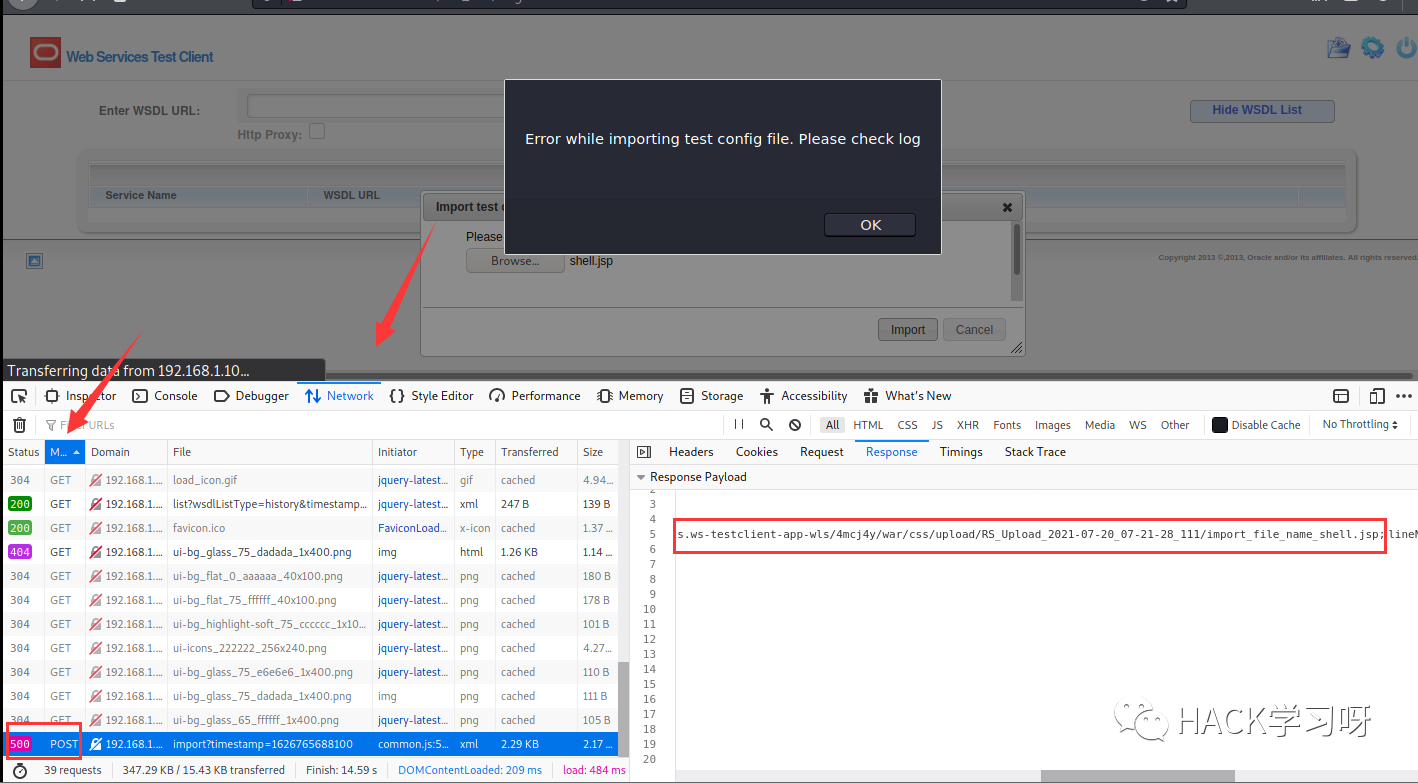 Web Services Test Client
Enter WSDL URL:
Http Proxy:
Hide WSDL List
Service Name WSDL URL
Error while importing test config file. Please check log
OK
Import test
Please
Browse... shell.jsp
Import Cancel
Copyright 2013 ©,2013, Oracle and/or its affiliates. All rights reserved.
Transferring data from 192.168.1.10...
Inspector Console Debugger Network Style Editor Performance Memory Storage Accessibility What's New
URLs All HTML CSS JS XHR Fonts Images Media WS Other Disable Cache No Throttling
Status M... Domain File Initiator Type Transferred Size
304 GET 192.168.1.... load_icon.gif jquery-latest... gif cached 4.94...
200 GET 192.168.1.... list?wsdlListType=history&timestamp... jquery-latest... xml 247 B 139 B
200 GET 192.168.1.... favicon.ico FaviconLoad... x-icon cached 1.37 ...
404 GET 192.168.1.... ui-bg_glass_75_dadada_1x400.png img html 1.26 KB 1.14 ...
304 GET 192.168.1.... ui-bg_flat_0_aaaaaa_40x100.png jquery-latest... png cached 180 B
304 GET 192.168.1.... ui-bg_flat_75_ffffff_40x100.png jquery-latest... png cached 178 B
304 GET 192.168.1.... ui-bg_highlight-soft_75_cccccc_1x10... jquery-latest... png cached 101 B
304 GET 192.168.1.... ui-icons_222222_256x240.png jquery-latest... png cached 4.27...
304 GET 192.168.1.... ui-bg_glass_75_e6e6e6_1x400.png jquery-latest... png cached 110 B
304 GET 192.168.1.... ui-bg_glass_75_dadada_1x400.png img png cached 111 B
304 GET 192.168.1.... ui-bg_glass_65_ffffff_1x400.png jquery-latest... png cached 105 B
500 POST 192.168.1.... import?timestamp=1626765688100 common.js:5... xml 2.29 KB 2.17 ...
39 requests 347.29 KB / 15.43 KB transferred Finish: 14.59 s DOMContentLoaded: 209 ms load: 484 ms
Headers Cookies Request Response Timings Stack Trace
Response Payload
2
3
4
5 s.ws-testclient-app-wls/4mcj4y/war/css/upload/RS_Upload_2021-07-20_07-21-28_111/import_file_name_shell.jsp; line
6
7
8
9
10
11
12
13
14
15
16
17
18
19
20
HACK学习呀